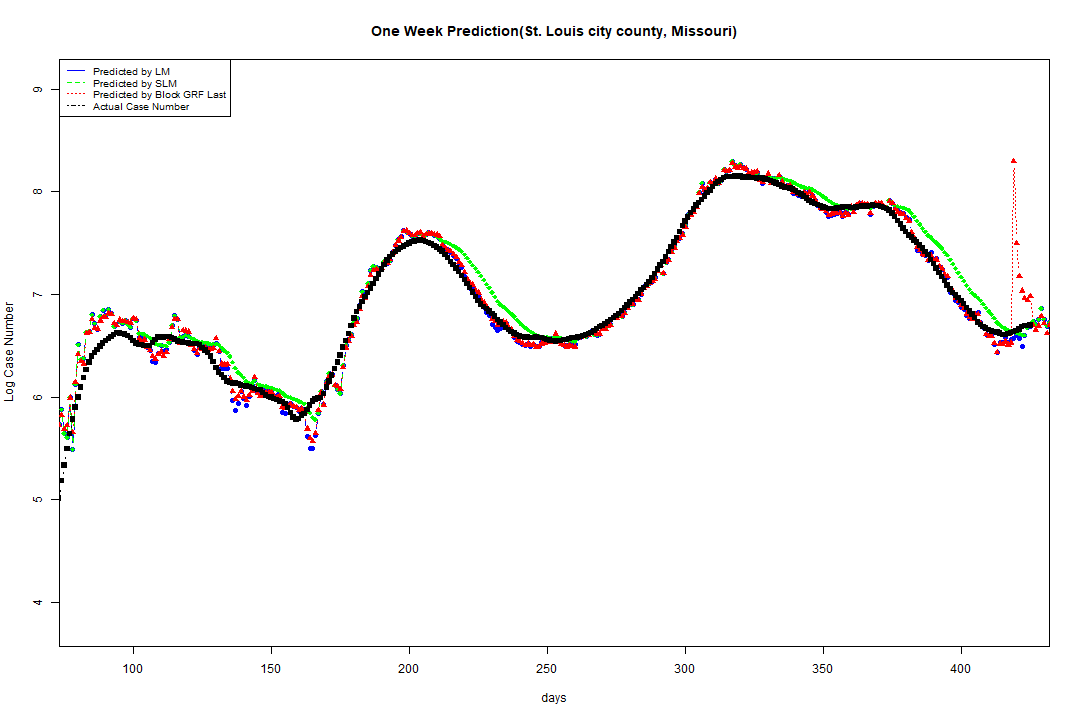 One Week Prediction(St. Louis city county, Missouri)
Predicted by LM
Predicted by SLM
Predicted by Block GRF Last
Actual Case Number
Log Case Number
9
8
7
6
5
4
100 150 200 250 300 350 400
days